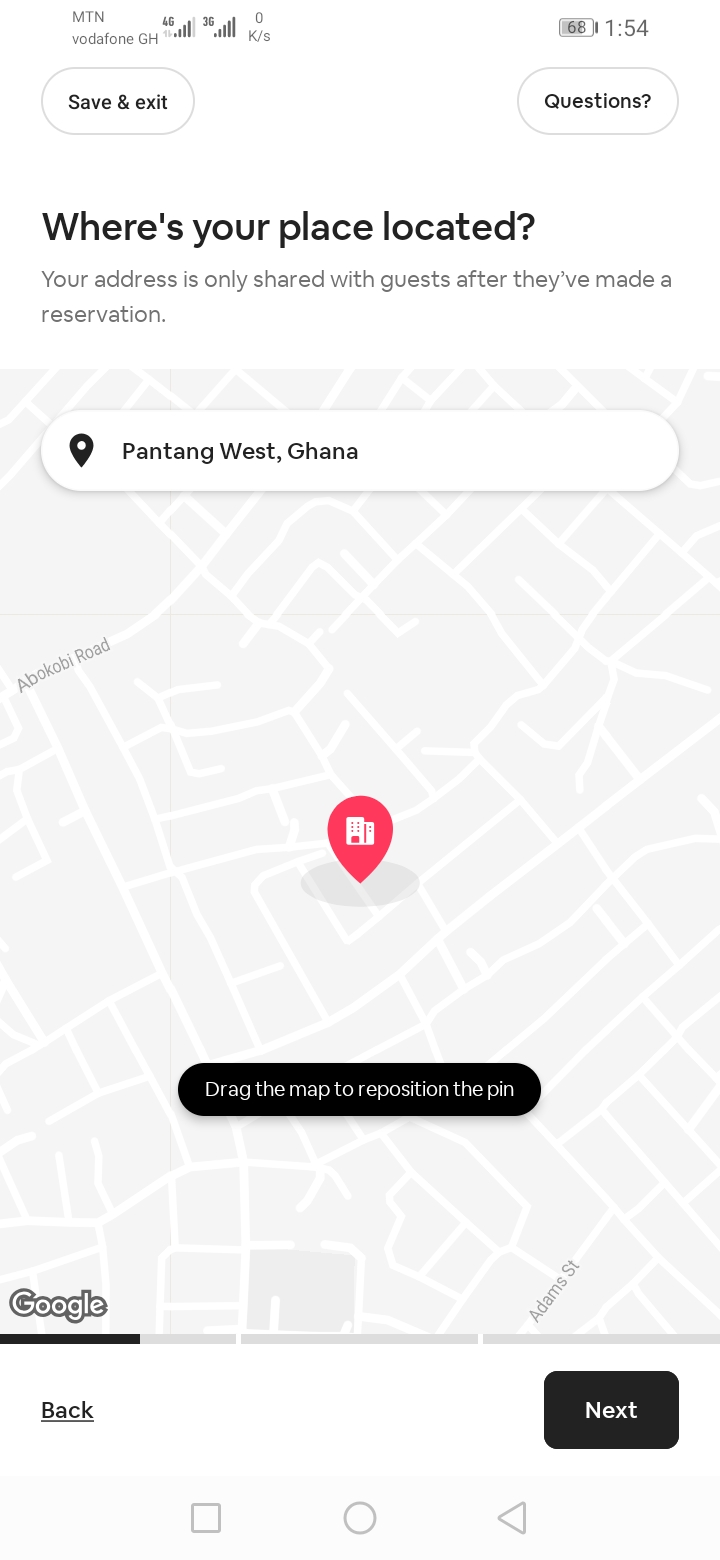 MTN
vodafone GH
4G
3G
0
K/s
68
1:54
Save & exit
Questions?
Where's your place located?
Your address is only shared with guests after they’ve made a
reservation.
Pantang West, Ghana
Abokobi Road
Drag the map to reposition the pin
Adams St
Google
Back
Next